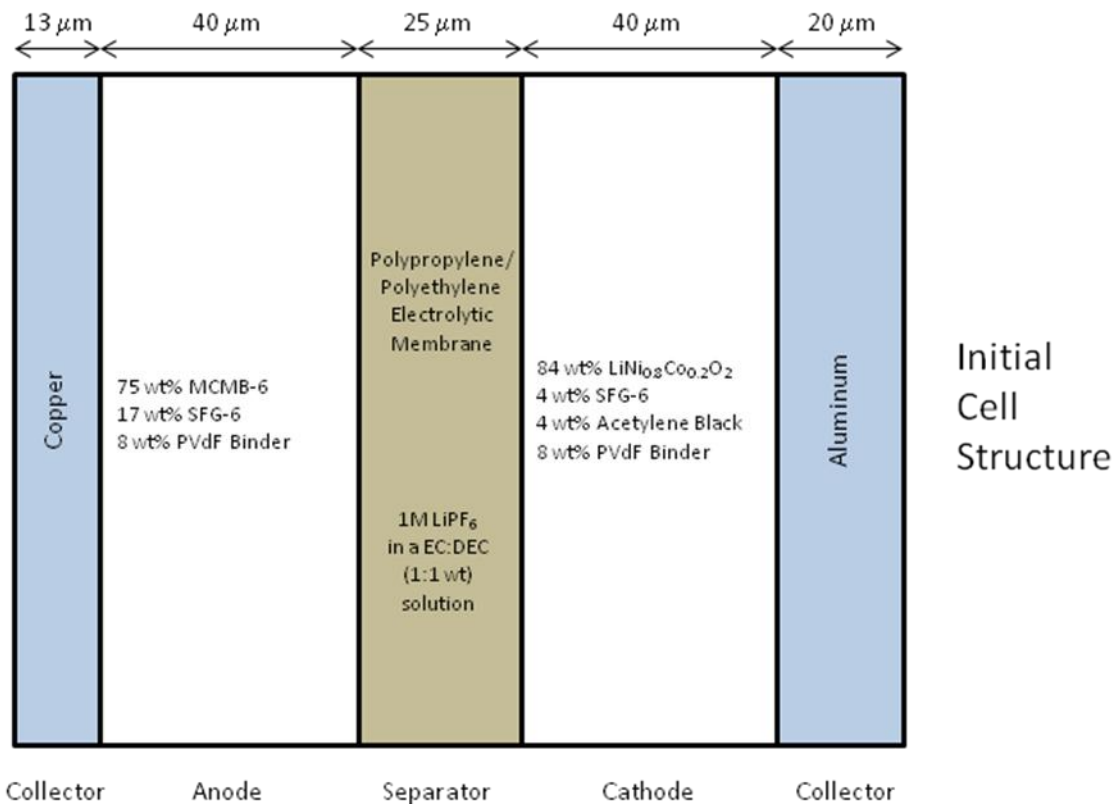 13 μm
40 μm
25 μm
40 μm
20 μm
Copper
75 wt% MCMB-6
17 wt% SFG-6
8 wt% PVdF Binder
Polypropylene/
Polyethylene
Electrolytic
Membrane
1M LiPF₆
in a EC:DEC
(1:1 wt)
solution
84 wt% LiNi₀.₈Co₀.₂O₂
4 wt% SFG-6
4 wt% Acetylene Black
8 wt% PVdF Binder
Aluminum
Initial
Cell
Structure
Collector
Anode
Separator
Cathode
Collector